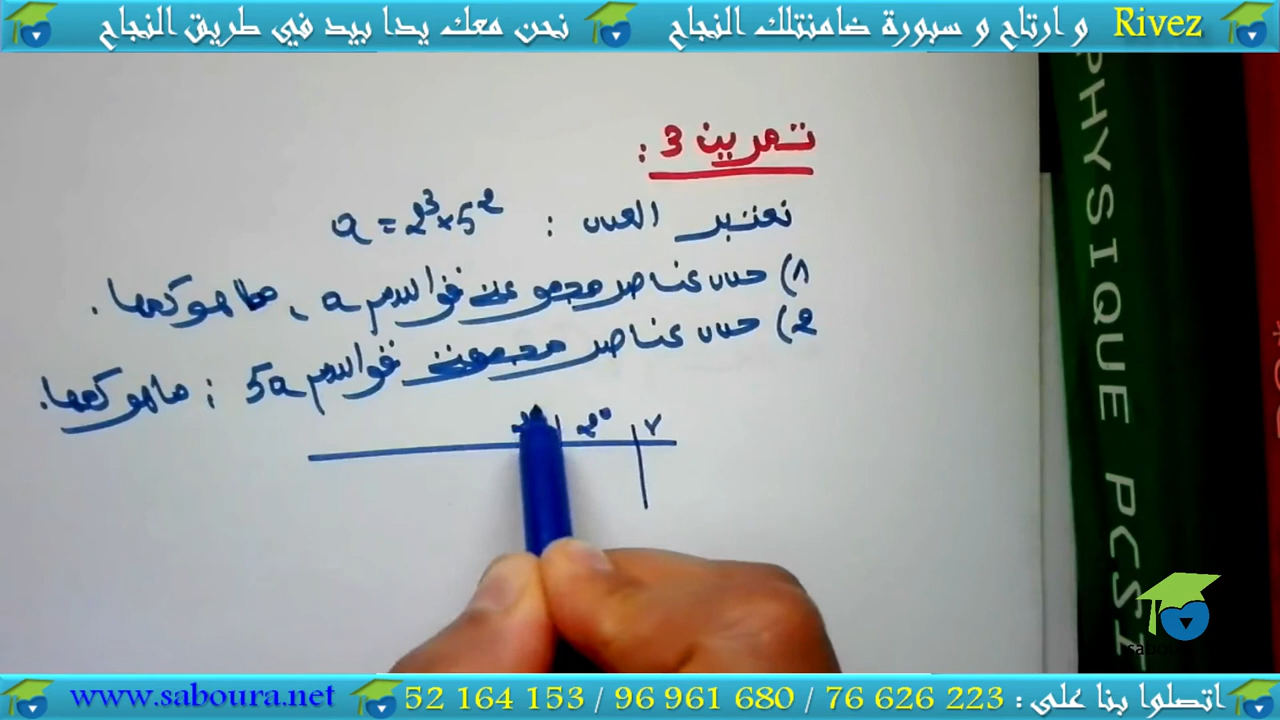 Rivez و ارتاح و سبورة ضامنتلك النجاح نحن معك يدا بيد في طريق النجاح
تمرين 3 :
نعتبر العدد : a = 2³×5²
1) حدد عناصر مجموعة قواسم a ، ما هو كمها .
2) حدد عناصر مجموعة قواسم 5a ; ما هو كمها .
× 2⁰
PHYSIQUE PCSI
saboura
اتصلوا بنا على : 52 164 153 / 96 961 680 / 76 626 223 www.saboura.net